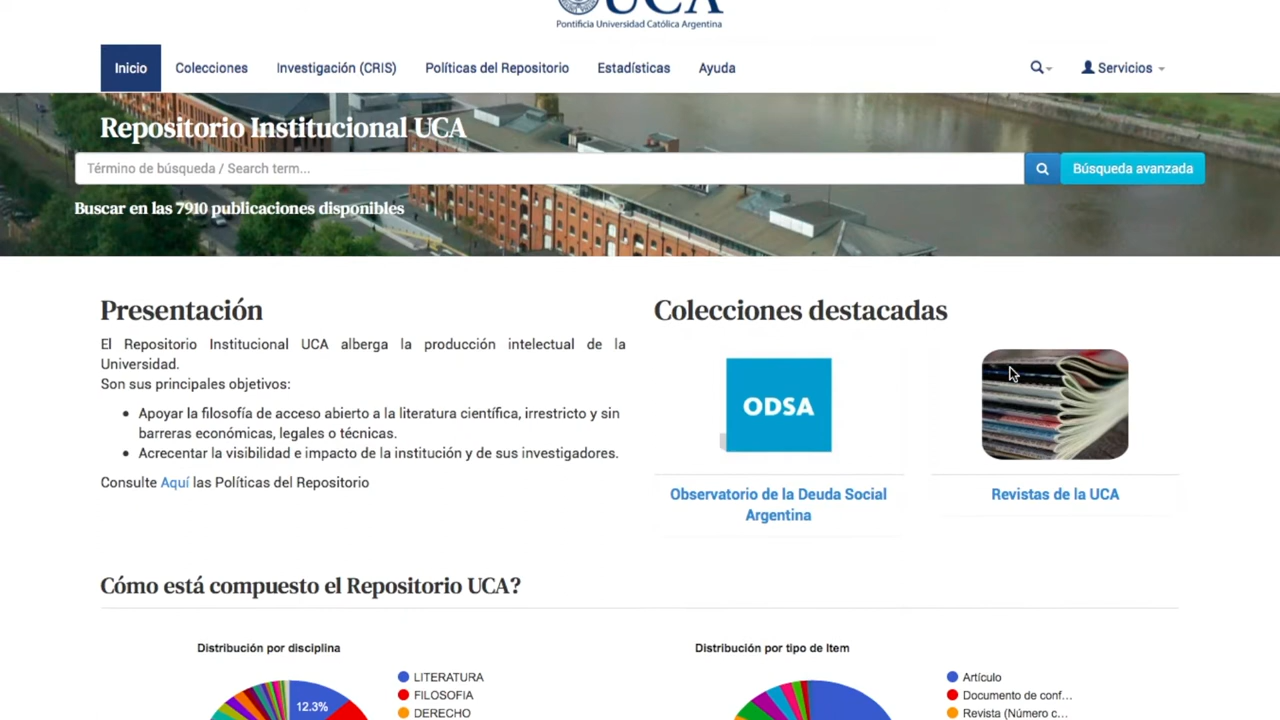 UCA
Pontificia Universidad Católica Argentina
Inicio
Colecciones
Investigación (CRIS)
Políticas del Repositorio
Estadísticas
Ayuda
Servicios
Repositorio Institucional UCA
Término de búsqueda / Search term...
Búsqueda avanzada
Buscar en las 7910 publicaciones disponibles
Presentación
El Repositorio Institucional UCA alberga la producción intelectual de la
Universidad.
Son sus principales objetivos:
Apoyar la filosofía de acceso abierto a la literatura científica, irrestricto y sin
barreras económicas, legales o técnicas.
Acrecentar la visibilidad e impacto de la institución y de sus investigadores.
Consulte Aquí las Políticas del Repositorio
Colecciones destacadas
ODSA
Observatorio de la Deuda Social
Argentina
Revistas de la UCA
Cómo está compuesto el Repositorio UCA?
Distribución por disciplina
12.3%
LITERATURA
FILOSOFIA
DERECHO
Distribución por tipo de Item
Artículo
Documento de conf...
Revista (Número c...